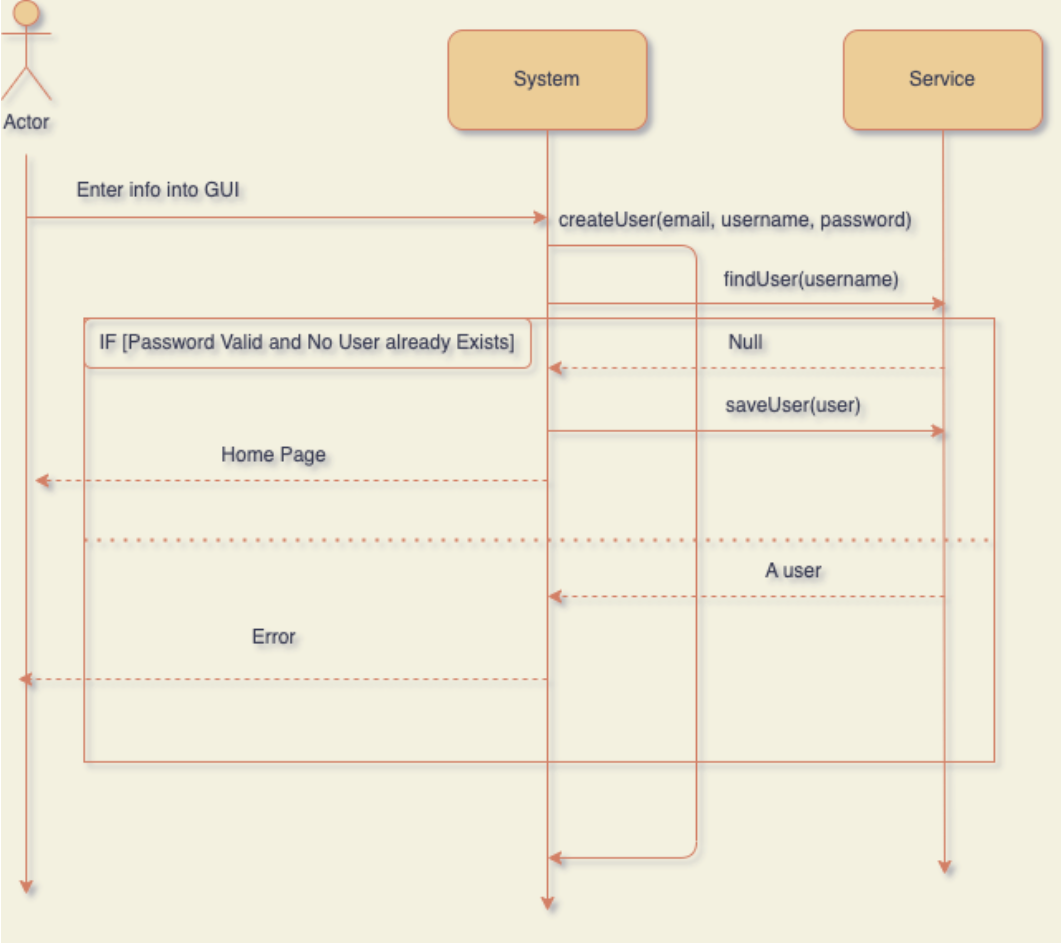 System
Service
Actor
Enter info into GUI
createUser(email, username, password)
findUser(username)
IF [Password Valid and No User already Exists]
Null
saveUser(user)
Home Page
A user
Error